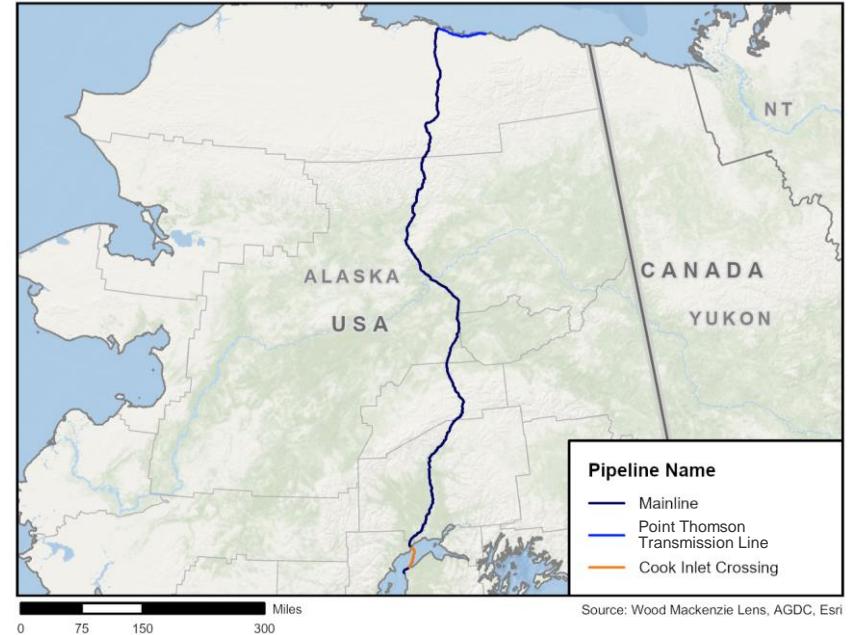 NT
CANADA
ALASKA
YUKON
USA
Pipeline Name
Mainline
Point Thomson
Transmission Line
Cook Inlet Crossing
Miles
0 75 150 300
Source: Wood Mackenzie Lens, AGDC, Esri